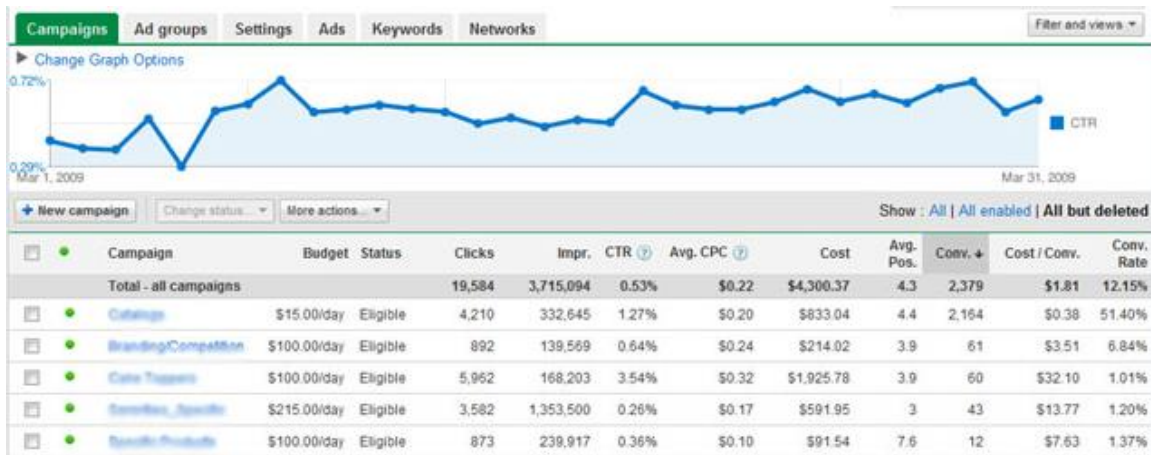 Campaigns Ad groups Settings Ads Keywords Networks Filter and views
Change Graph Options
0.72%
CTR
0.29%
Mar 1, 2009 Mar 31, 2009
+ New campaign Change status... More actions... Show : All | All enabled | All but deleted
Campaign Budget Status Clicks Impr. CTR ? Avg. CPC ? Cost Avg. Pos. Conv. ↓ Cost / Conv. Conv. Rate
Total - all campaigns 19,584 3,715,094 0.53% $0.22 $4,300.37 4.3 2,379 $1.81 12.15%
$15.00/day Eligible 4,210 332,645 1.27% $0.20 $833.04 4.4 2,164 $0.38 51.40%
$100.00/day Eligible 892 139,569 0.64% $0.24 $214.02 3.9 61 $3.51 6.84%
$100.00/day Eligible 5,962 168,203 3.54% $0.32 $1,925.78 3.9 60 $32.10 1.01%
$215.00/day Eligible 3,582 1,353,500 0.26% $0.17 $591.95 3 43 $13.77 1.20%
$100.00/day Eligible 873 239,917 0.36% $0.10 $91.54 7.6 12 $7.63 1.37%